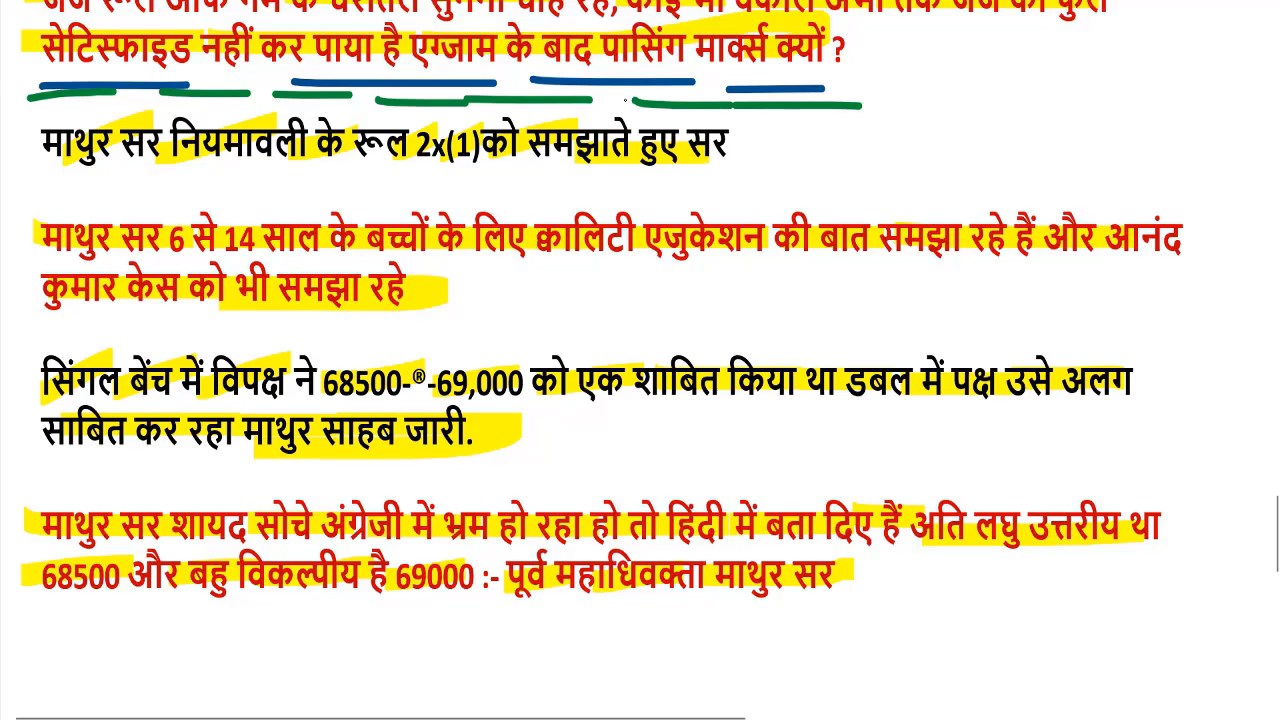 सेटिस्फाइड नहीं कर पाया है एग्जाम के बाद पासिंग मार्क्स क्यों ?
माथुर सर नियमावली के रूल 2x(1)को समझाते हुए सर
माथुर सर 6 से 14 साल के बच्चों के लिए क्वालिटी एजुकेशन की बात समझा रहे हैं और आनंद
कुमार केस को भी समझा रहे
सिंगल बेंच में विपक्ष ने 68500-®-69,000 को एक शाबित किया था डबल में पक्ष उसे अलग
साबित कर रहा माथुर साहब जारी.
माथुर सर शायद सोचे अंग्रेजी में भ्रम हो रहा हो तो हिंदी में बता दिए हैं अति लघु उत्तरीय था
68500 और बहु विकल्पीय है 69000 :- पूर्व महाधिवक्ता माथुर सर